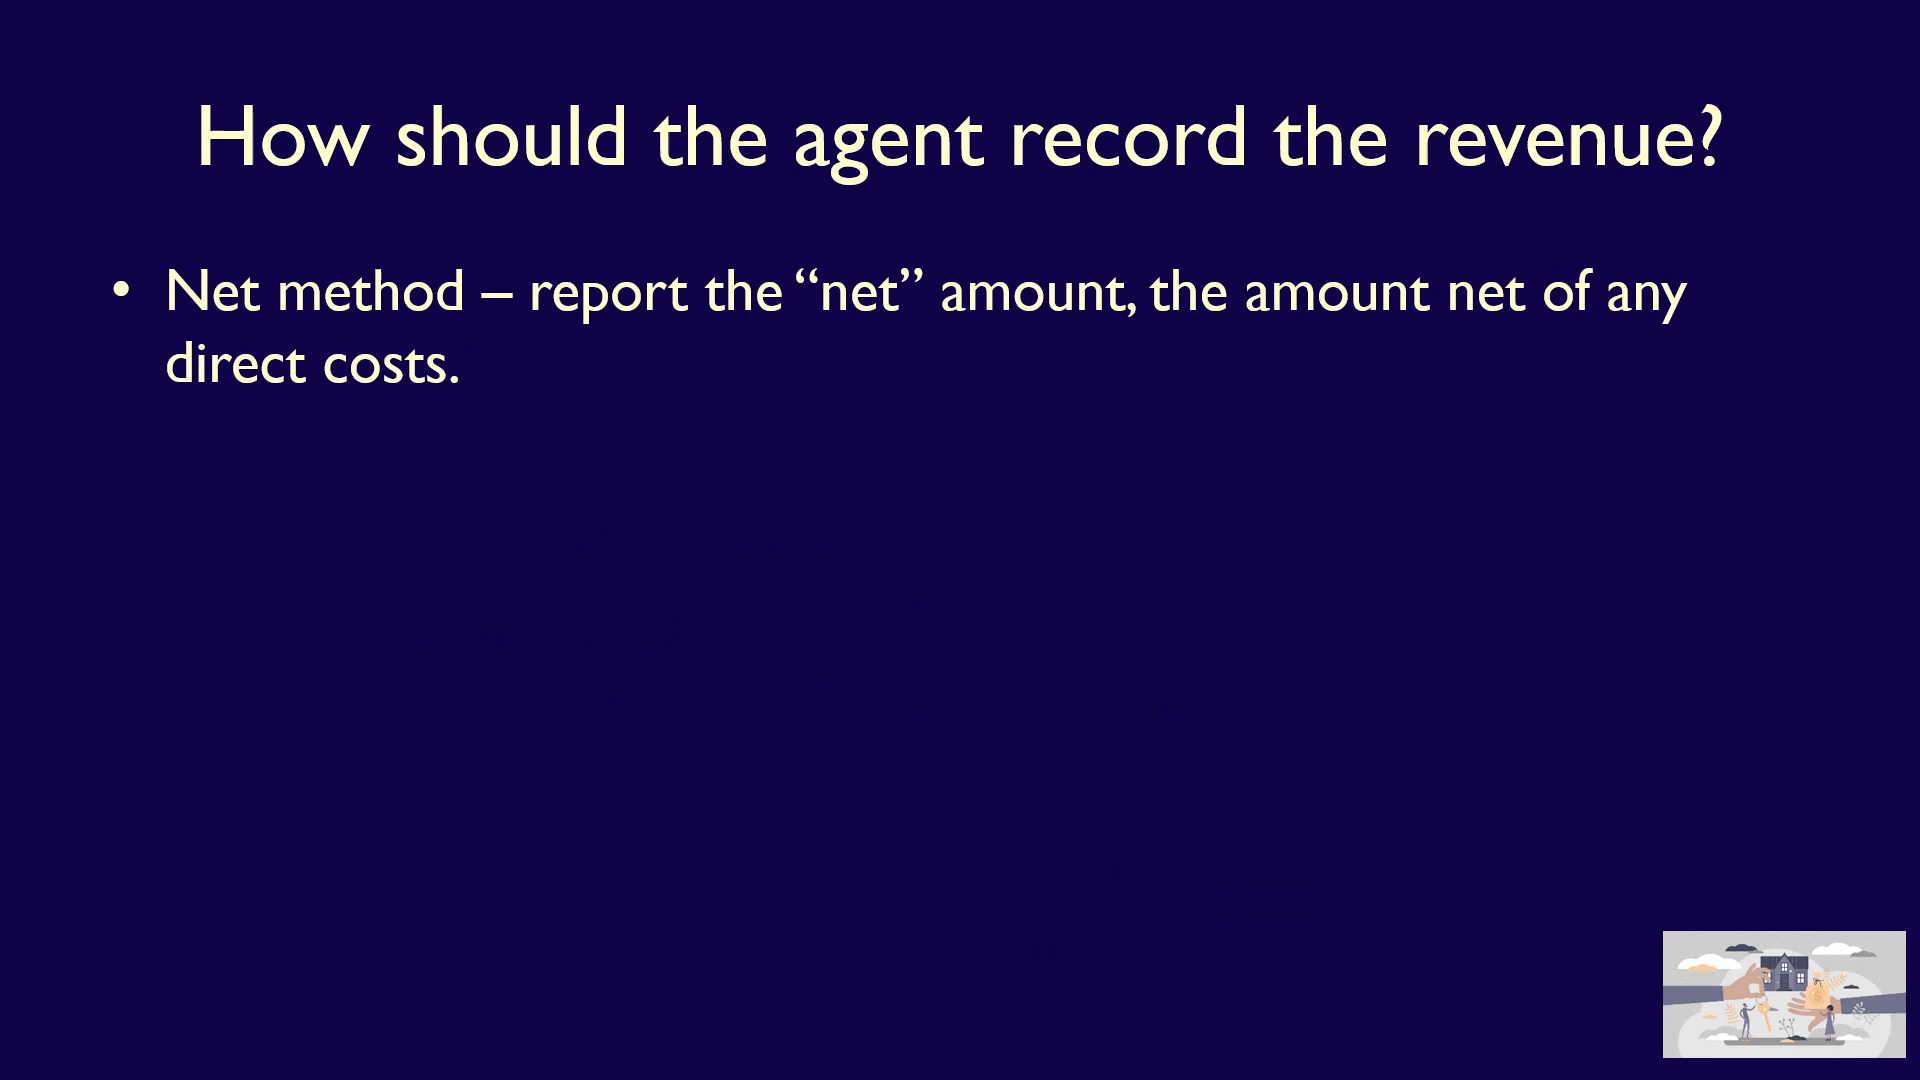 How should the agent record the revenue?
• Net method – report the “net” amount, the amount net of any
direct costs.